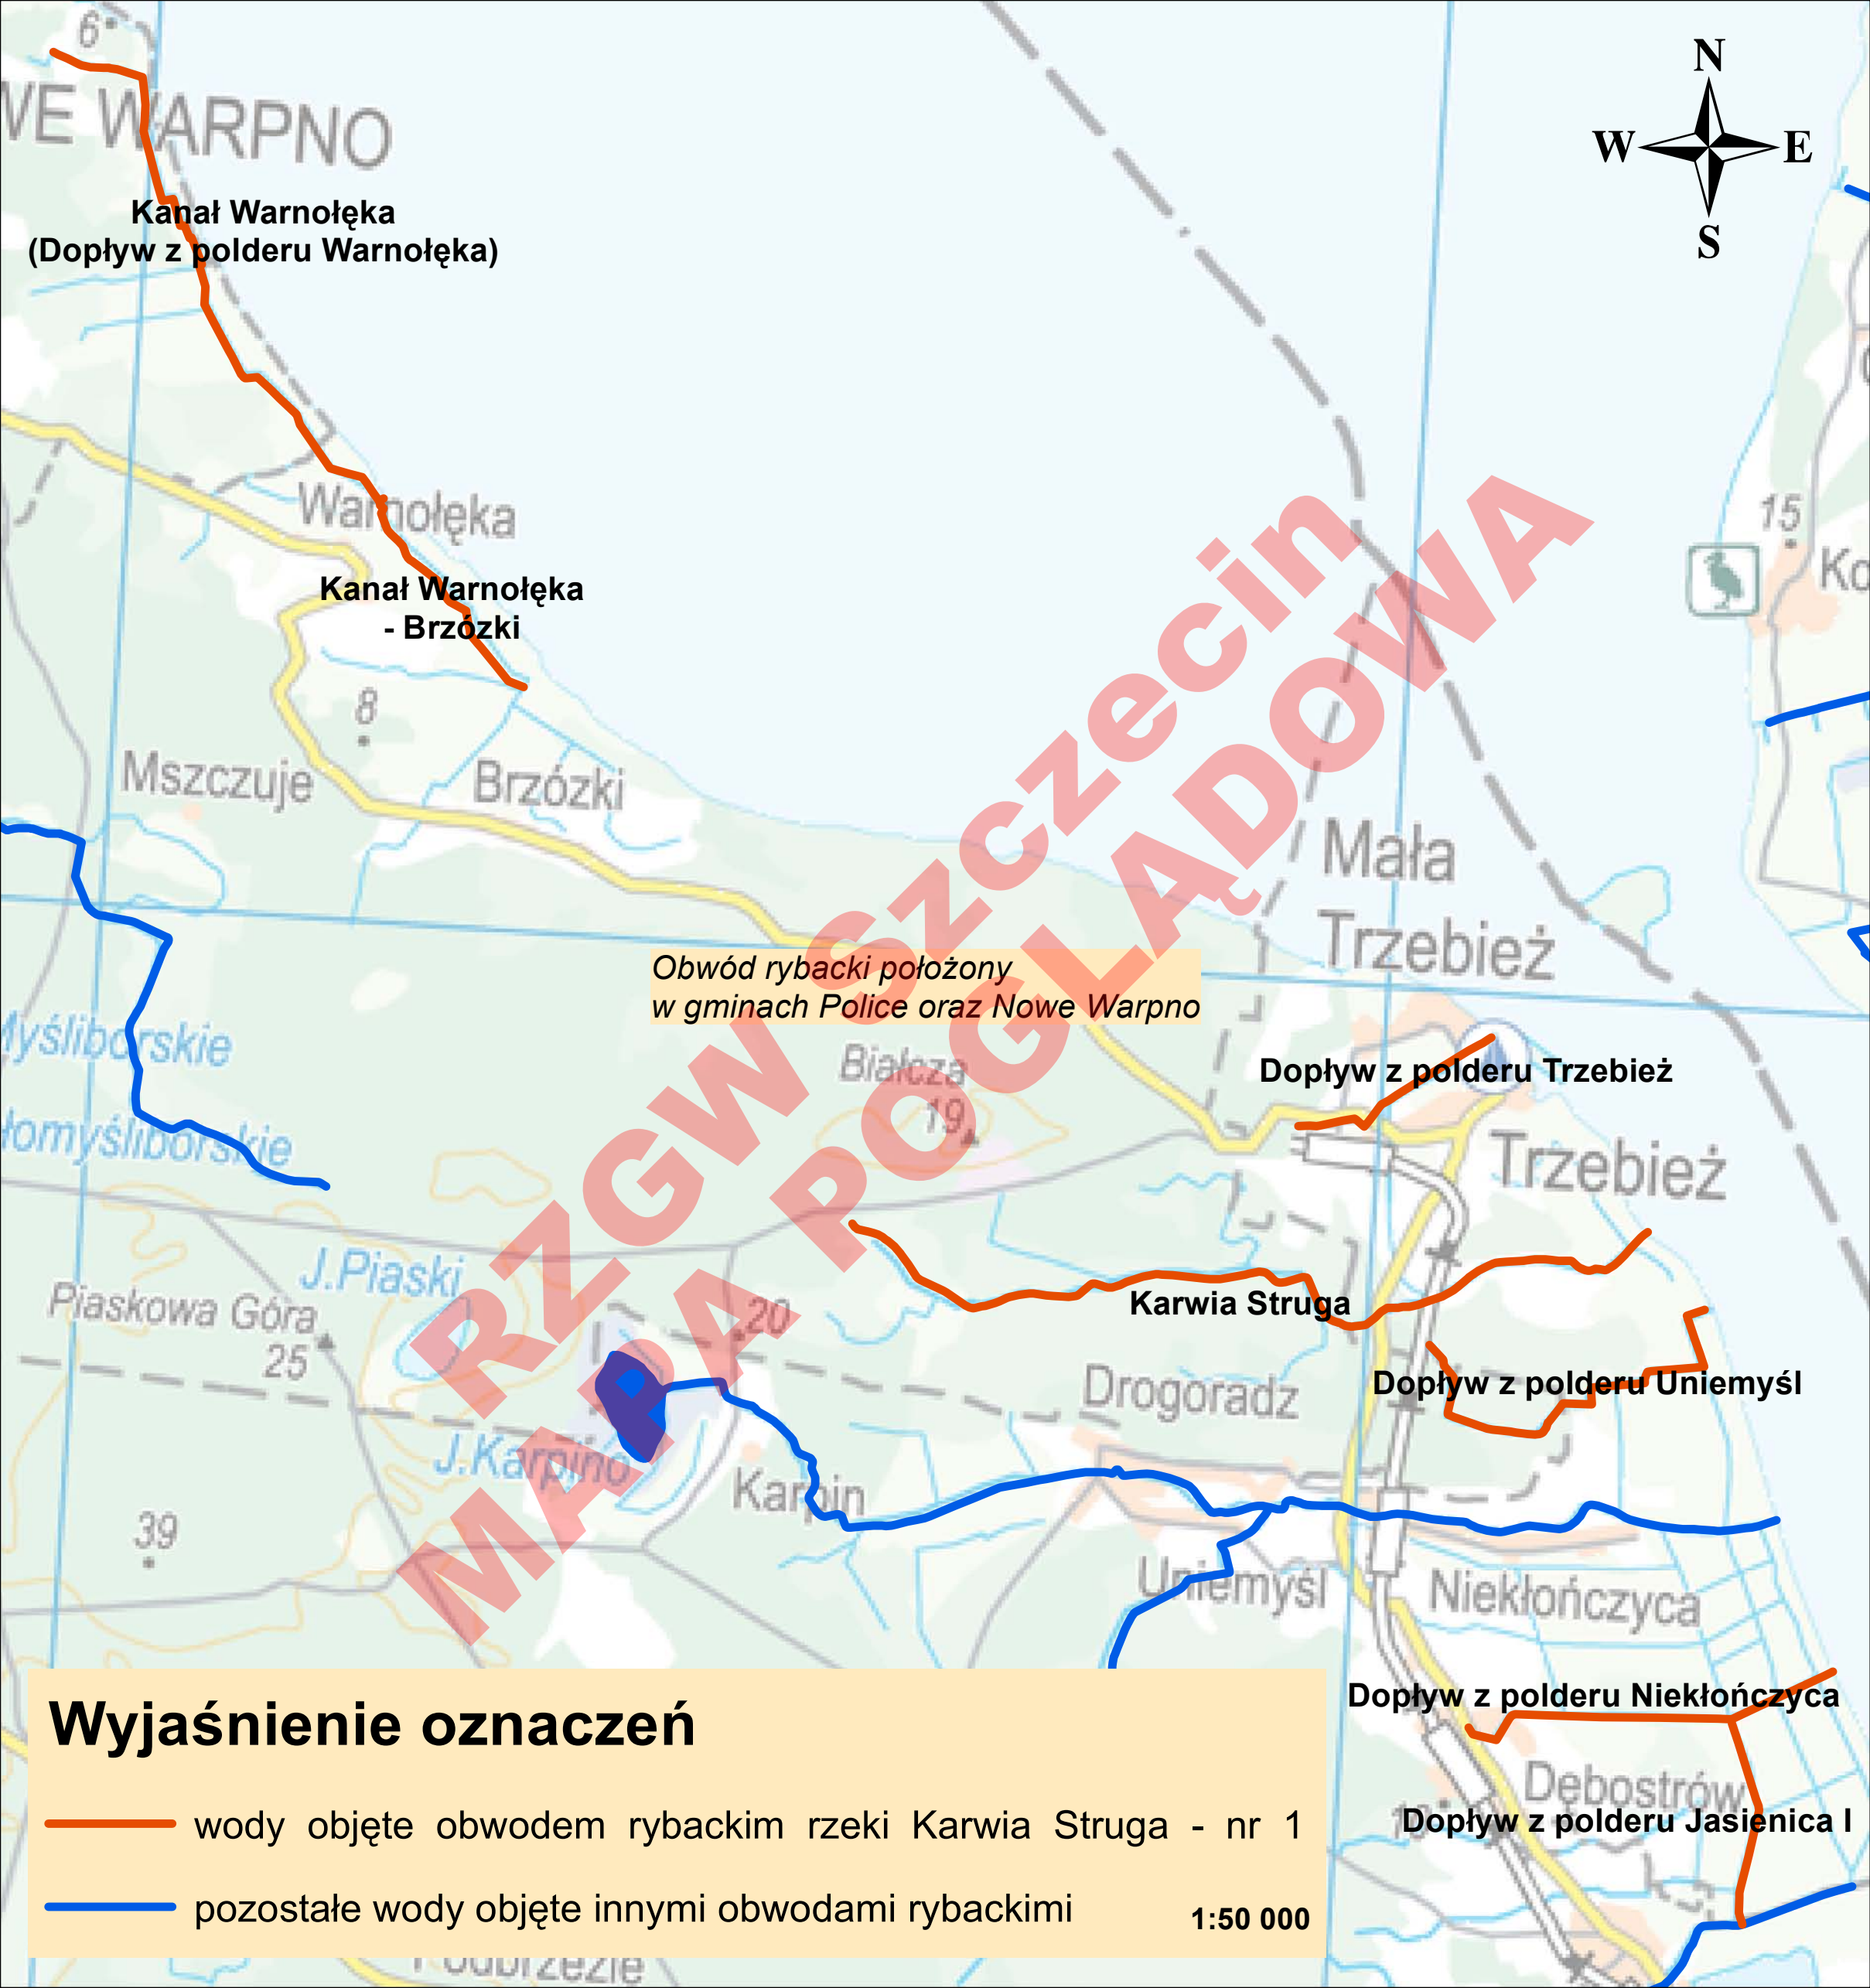 6
N
W E
S
WE WARPNO
Kanał Warnołęka
(Dopływ z polderu Warnołęka)
15
Warnołęka
Kanał Warnołęka
- Brzózki
8
Mszczuje
Brzózki
Mała
Trzebież
Obwód rybacki położony
w gminach Police oraz Nowe Warpno
Białcza
19
Dopływ z polderu Trzebież
Trzebież
J.Piaski
Piaskowa Góra
25
20
Karwia Struga
Drogoradz
Dopływ z polderu Uniemyśl
J.Karpino
Karpin
39
Uniemyśl
Niekłończyca
RZGW Szczecin
MAPA POGLĄDOWA
Dopływ z polderu Niekłończyca
Dębostrów
Dopływ z polderu Jasienica I
Wyjaśnienie oznaczeń
wody objęte obwodem rybackim rzeki Karwia Struga - nr 1
pozostałe wody objęte innymi obwodami rybackimi
1:50 000